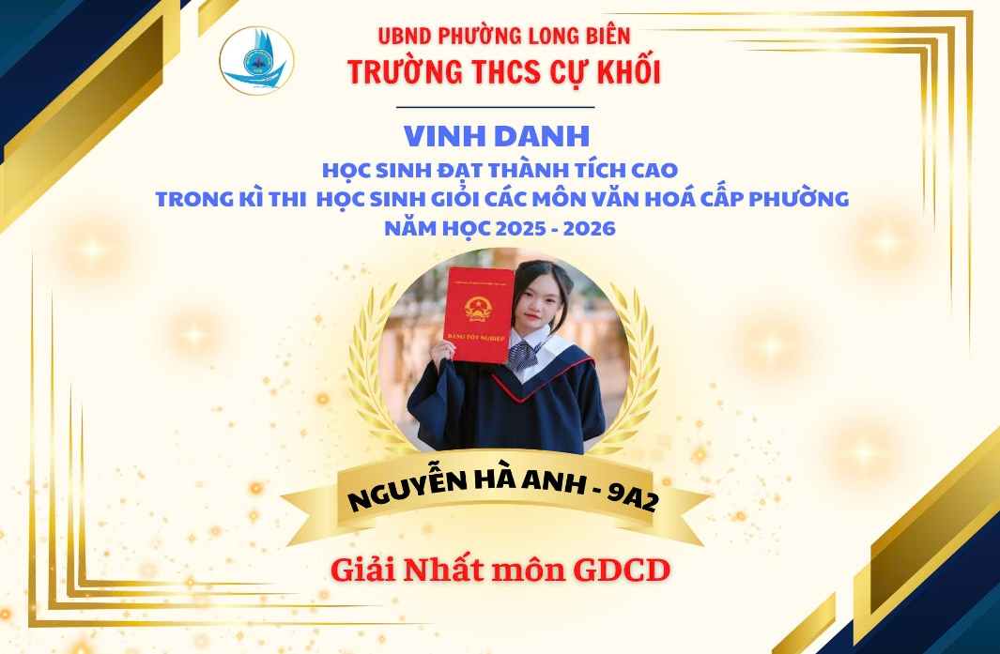 UBND PHƯỜNG LONG BIÊN
TRƯỜNG THCS CỰ KHỐI
VINH DANH
HỌC SINH ĐẠT THÀNH TÍCH CAO
TRONG KÌ THI HỌC SINH GIỎI CÁC MÔN VĂN HOÁ CẤP PHƯỜNG
NĂM HỌC 2025 - 2026
BẰNG TỐT NGHIỆP
NGUYỄN HÀ ANH - 9A2
Giải Nhất môn GDCD